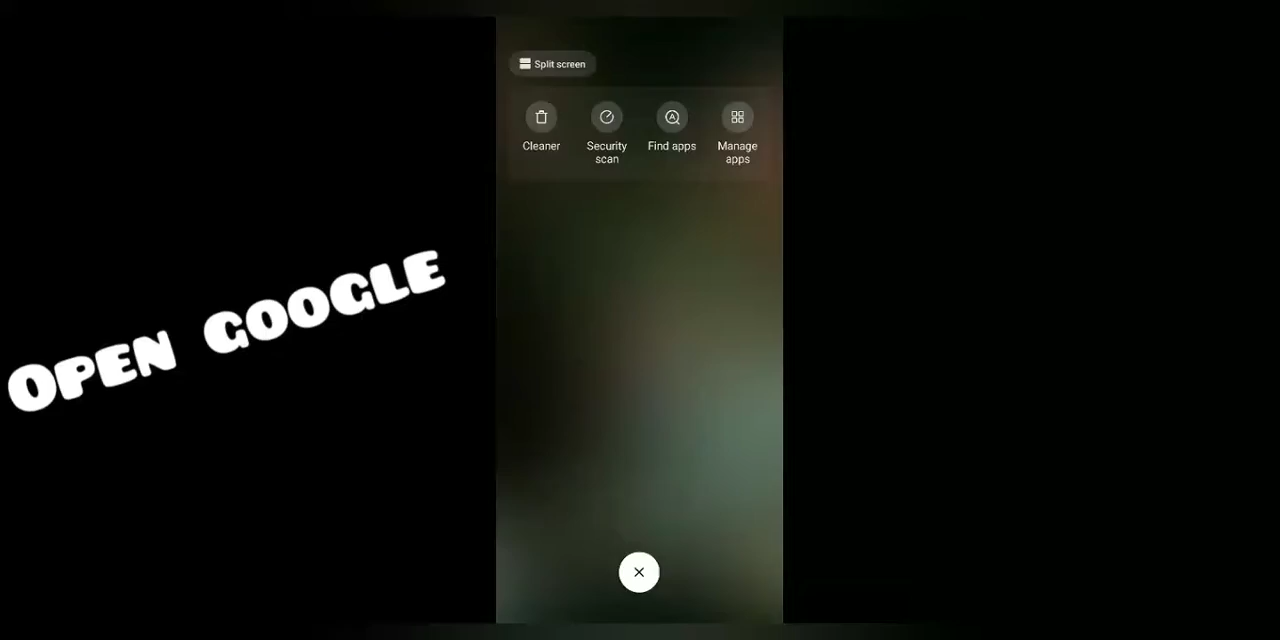 Split screen
Cleaner
Security
scan
Find apps
Manage
apps
OPEN GOOGLE